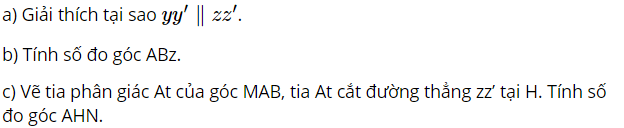 a) Giải thích tại sao yy′ ∥ zz′.
b) Tính số đo góc ABz.
c) Vẽ tia phân giác At của góc MAB, tia At cắt đường thẳng zz’ tại H. Tính số
đo góc AHN.